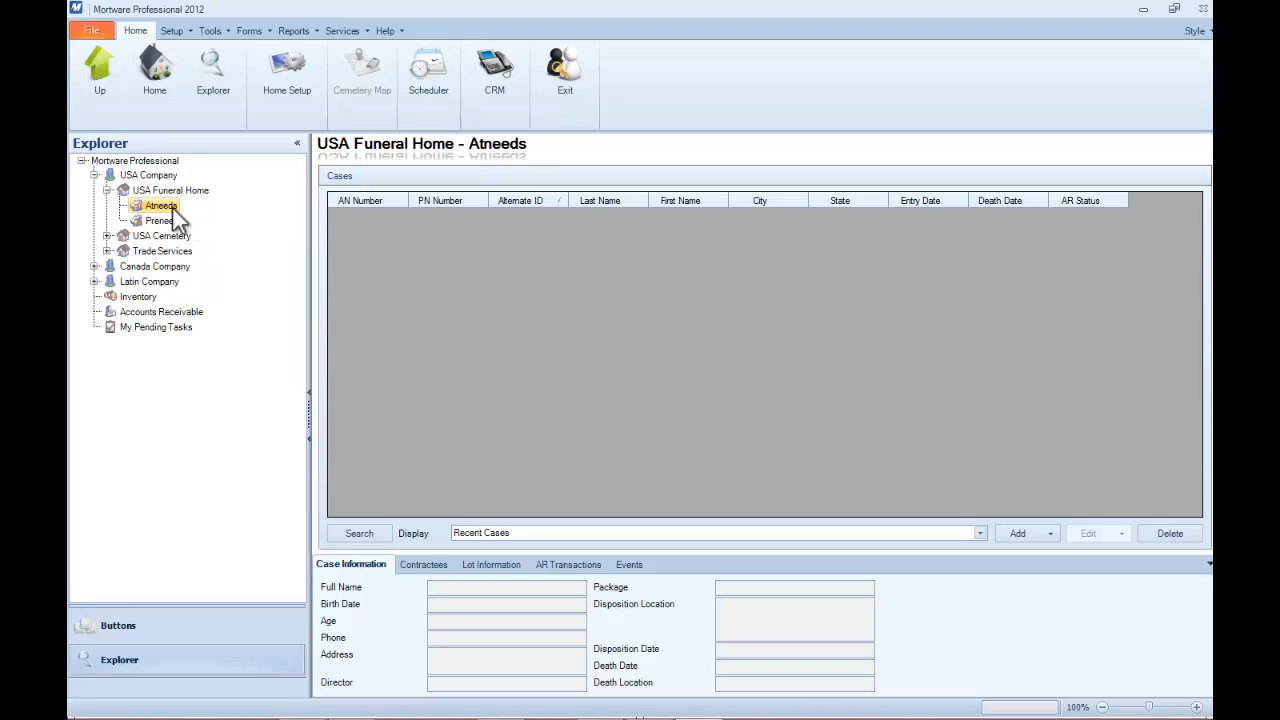 Mortware Professional 2012
File Home Setup Tools Forms Reports Services Help Style
Up Home Explorer Home Setup Cemetery Map Scheduler CRM Exit
Explorer «
Mortware Professional
USA Company
USA Funeral Home
Atneeds
Prenee
USA Cemetery
Trade Services
Canada Company
Latin Company
Inventory
Accounts Receivable
My Pending Tasks
Buttons
Explorer
USA Funeral Home - Atneeds
Cases
AN Number PN Number Alternate ID Last Name First Name City State Entry Date Death Date AR Status
Search Display Recent Cases Add Edit Delete
Case Information Contractees Lot Information AR Transactions Events
Full Name Package
Birth Date Disposition Location
Age
Phone
Disposition Date
Address
Death Date
Director Death Location
100%